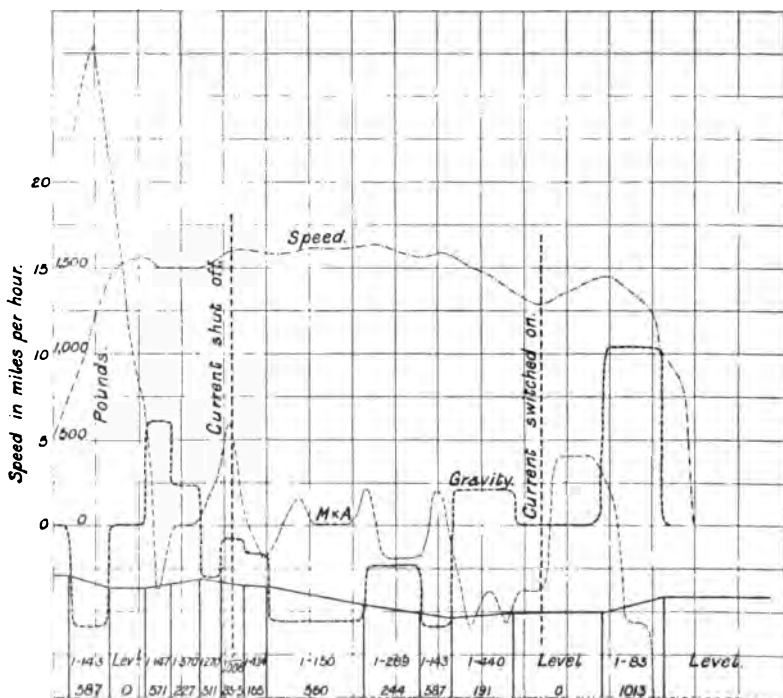 20
15
10
5
0
1,500
1,000
500
0
Speed in miles per hour.
Pounds.
Current shut off.
Speed.
M×A
Gravity.
Current switched on.
1-143 Lev. 1-147 1-370 1-270 1-434 1-150 1-289 1-143 1-440 Level 1-83 Level.
587 0 571 227 311 166 560 244 587 191 0 1013